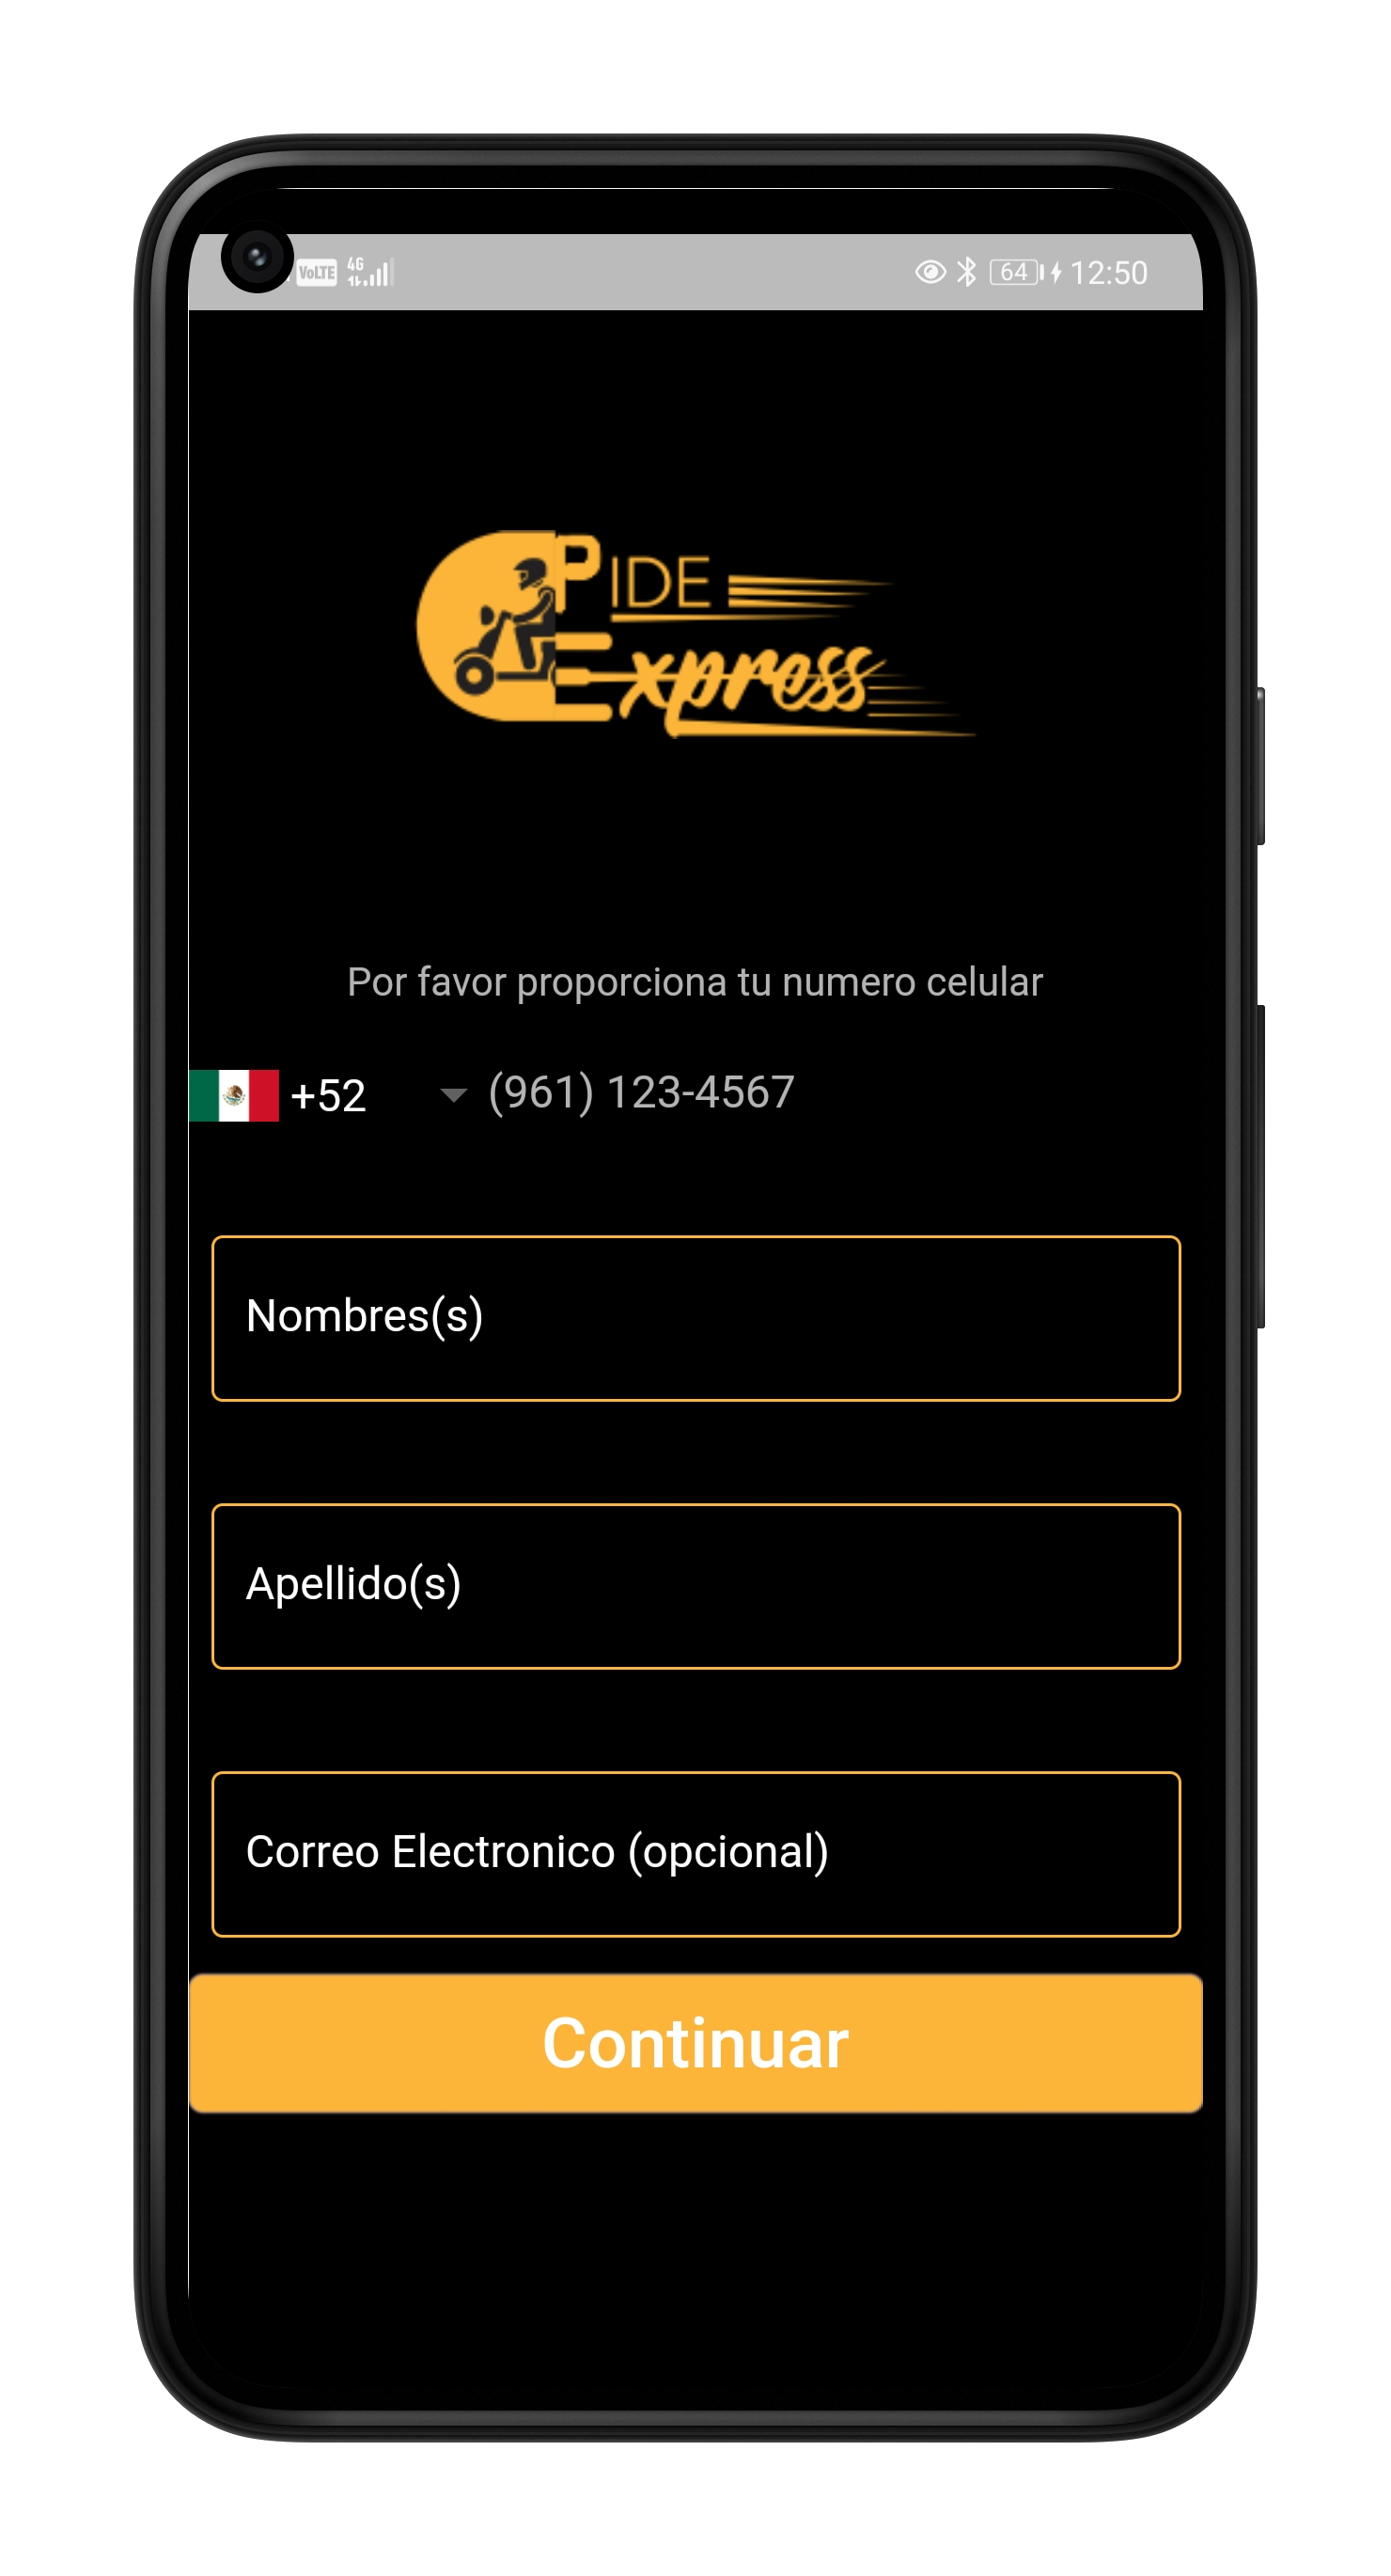 VoLTE 4G 64 12:50
PIDE
Express
Por favor proporciona tu numero celular
+52 (961) 123-4567
Nombres(s)
Apellido(s)
Correo Electronico (opcional)
Continuar